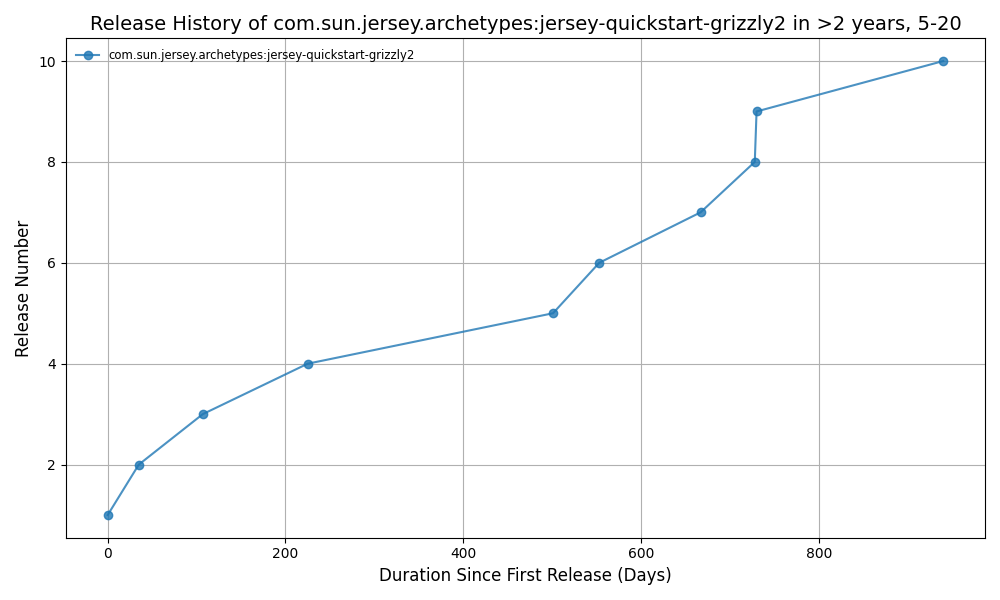 Release History of com.sun.jersey.archetypes:jersey-quickstart-grizzly2 in >2 years, 5-20
com.sun.jersey.archetypes:jersey-quickstart-grizzly2
10
8
6
4
2
Release Number
0
200
400
600
800
Duration Since First Release (Days)